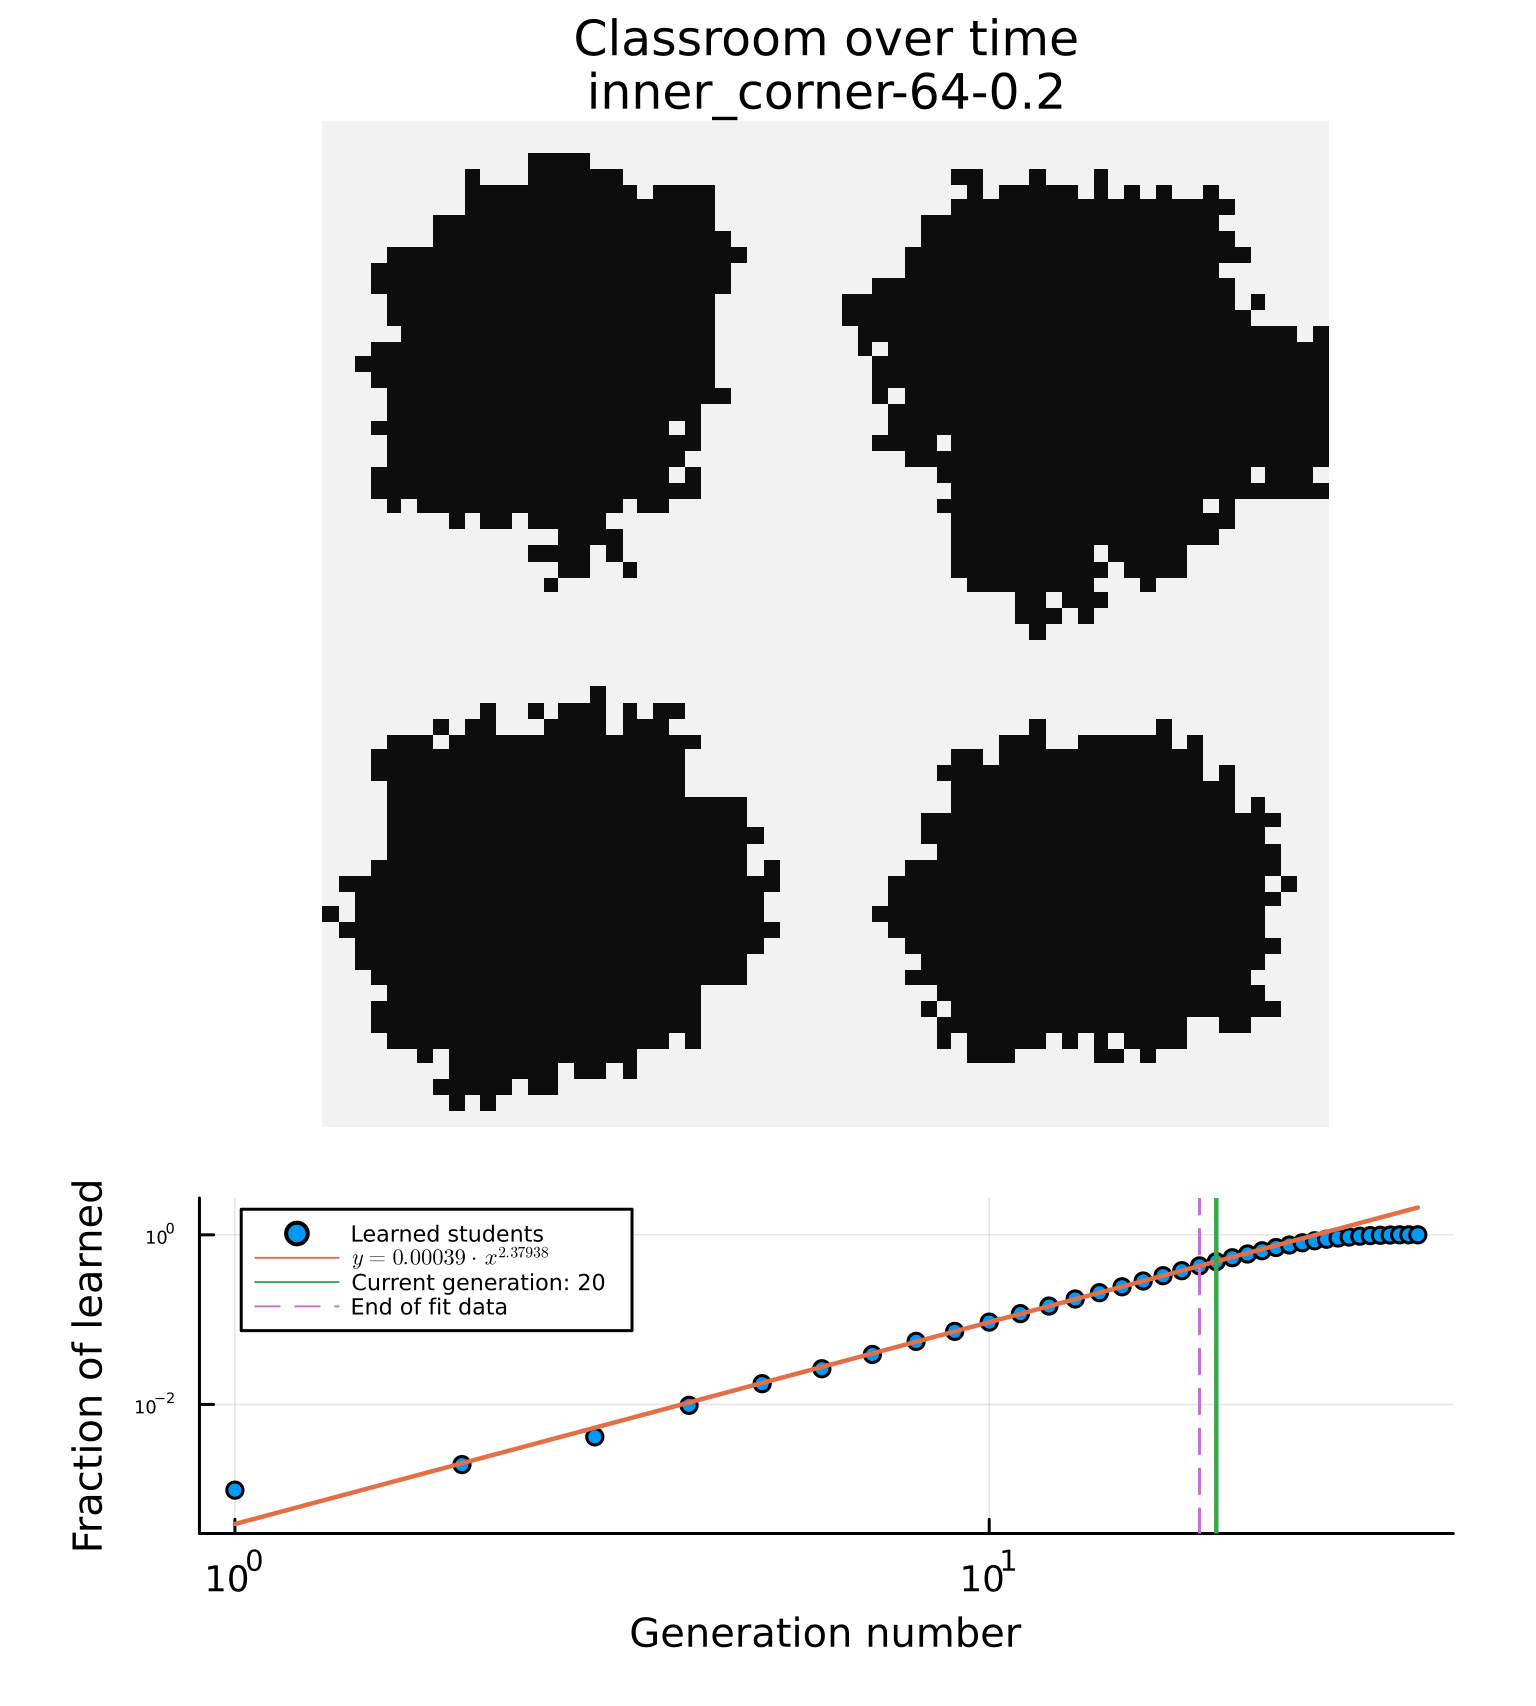 Classroom over time
inner_corner-64-0.2
Fraction of learned
10^0
10^−2
Learned students
y = 0.00039 · x^2.37938
Current generation: 20
End of fit data
10^0
10^1
Generation number